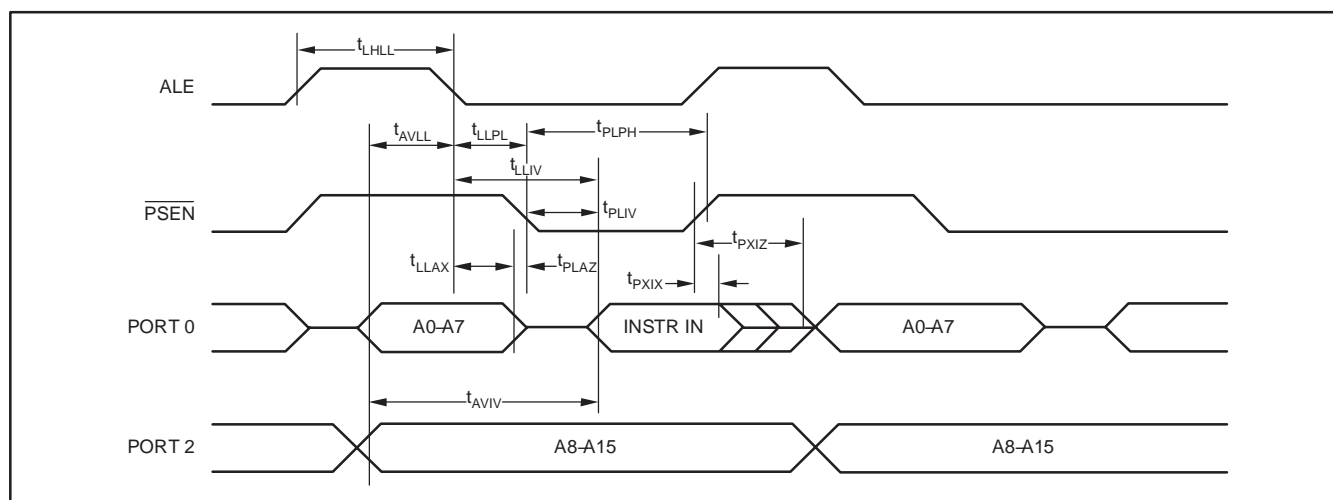 tLHLL
ALE
tAVLL tLLPL tPLPH
tLLIV
PSEN
tPLIV
tPXIZ
tLLAX tPLAZ
tPXIX
PORT 0 A0–A7 INSTR IN A0–A7
tAVIV
PORT 2 A8–A15 A8–A15